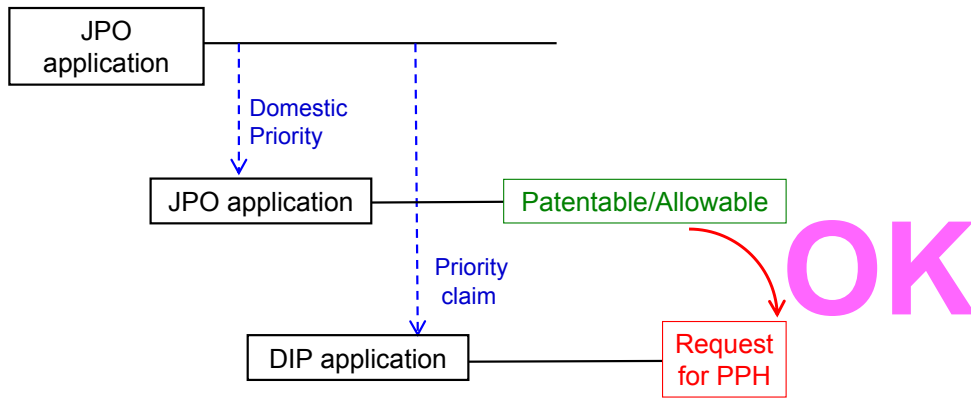 JPO
application
Domestic
Priority
JPO application
Patentable/Allowable
OK
Priority
claim
DIP application
Request
for PPH